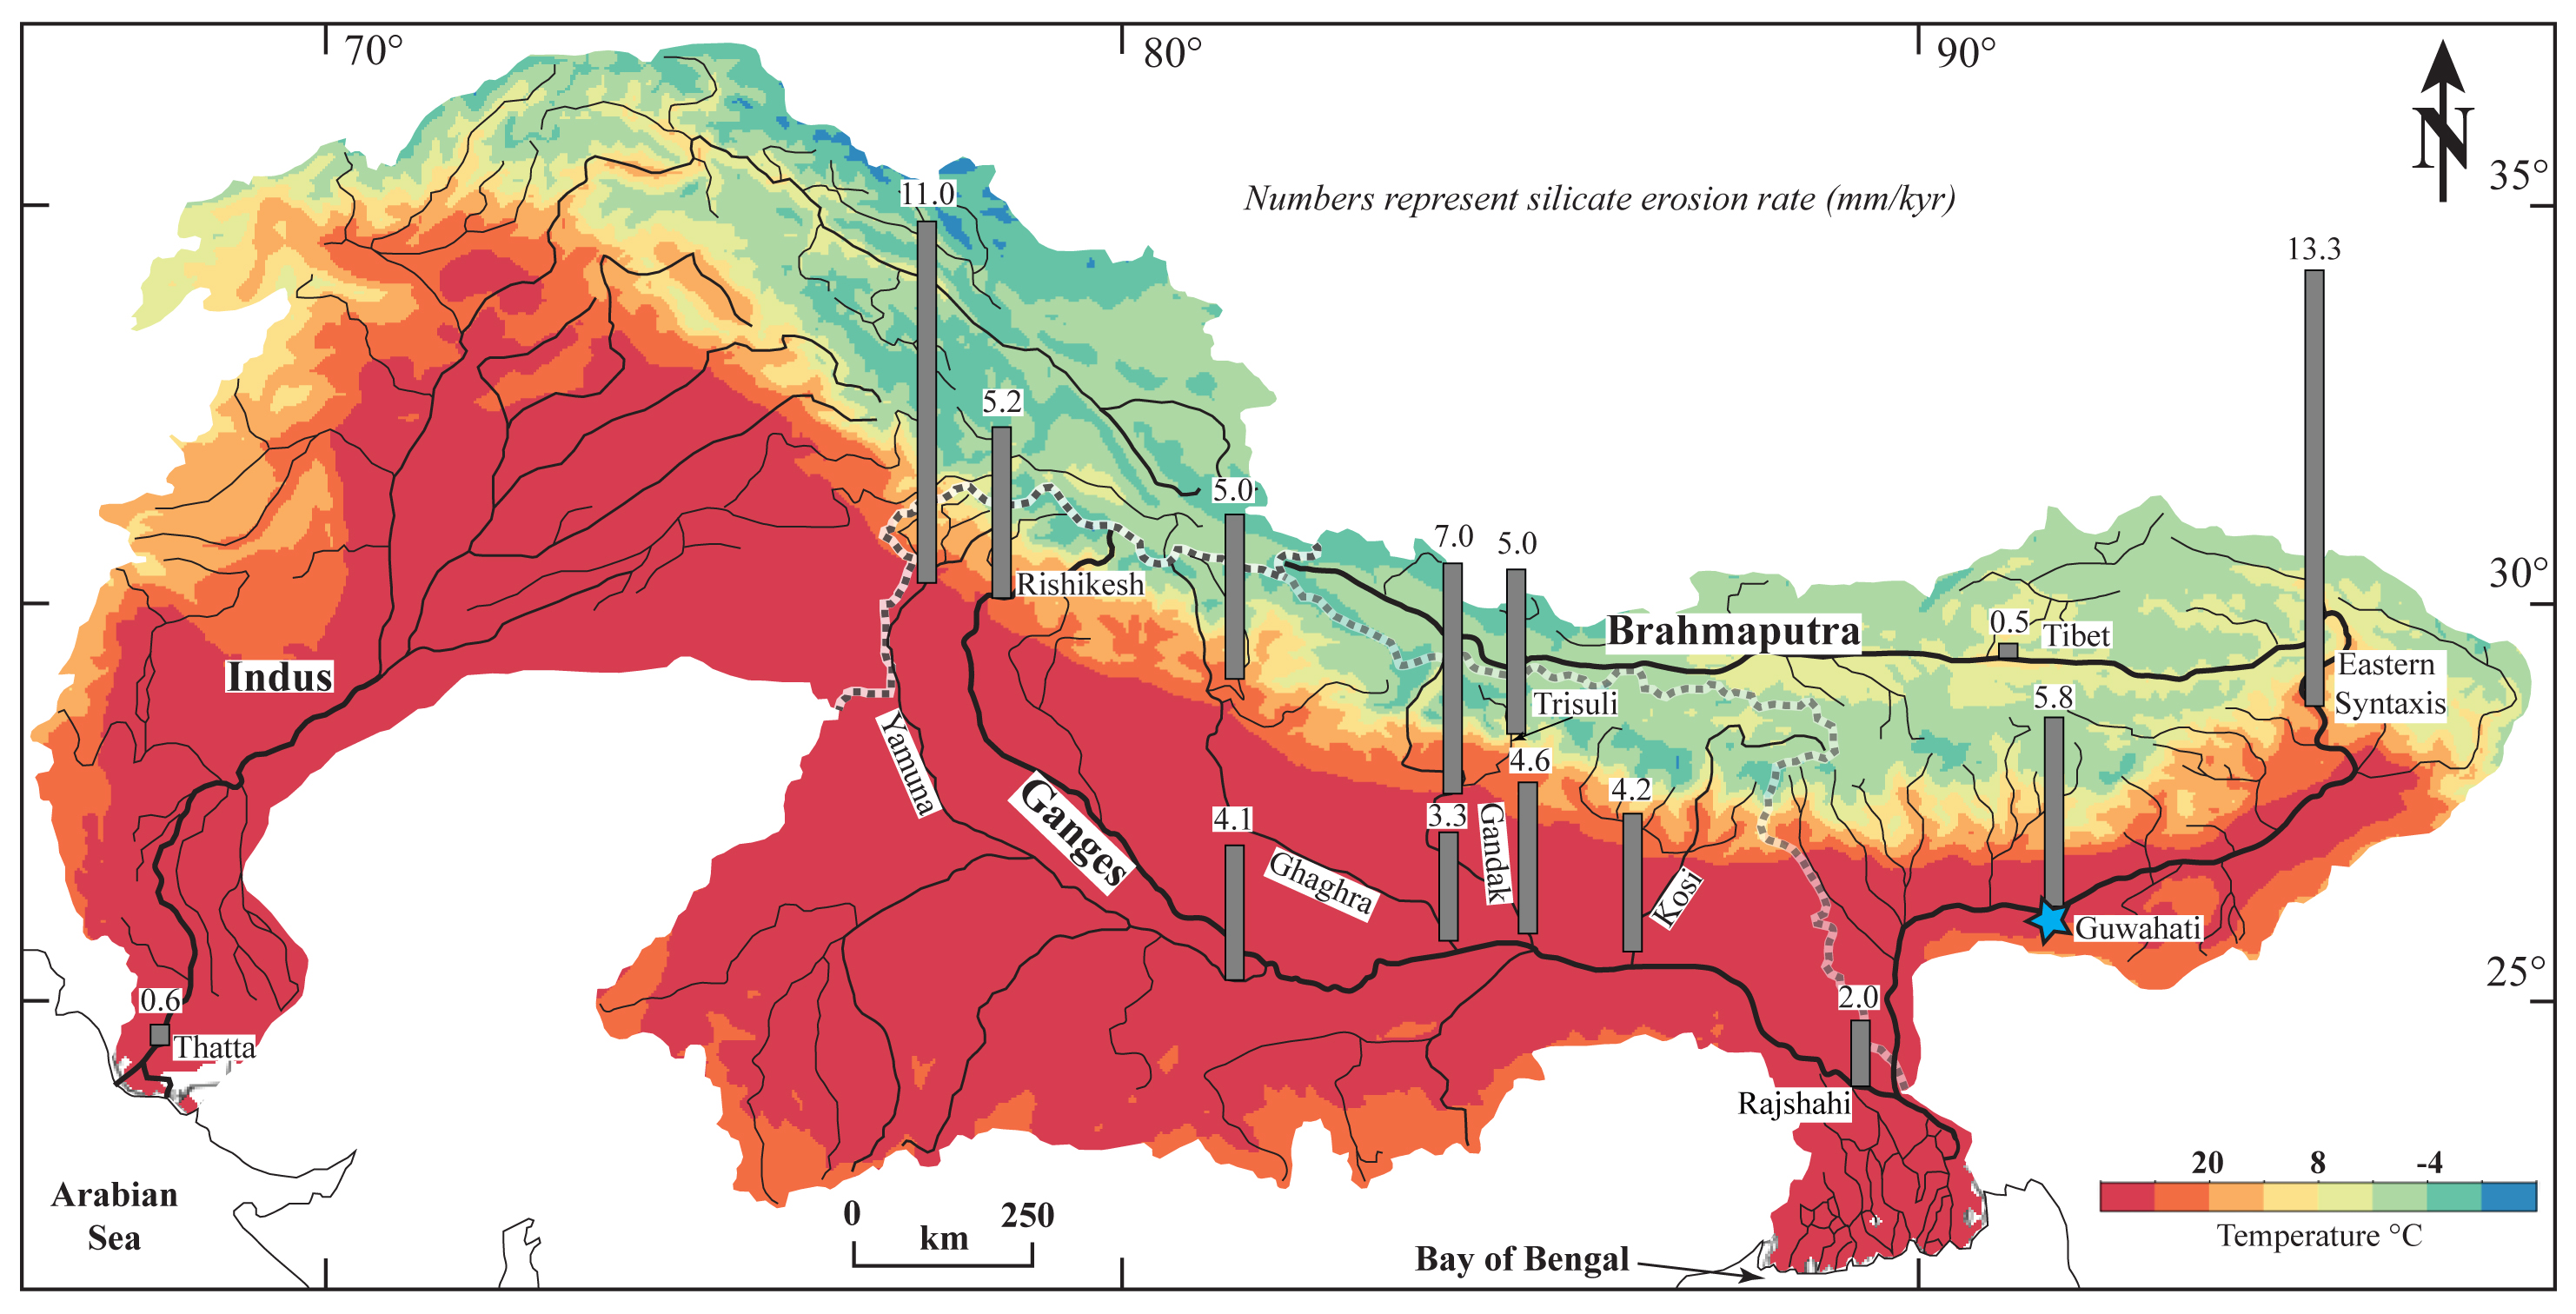 70°
80°
90°
N
35°
11.0
Numbers represent silicate erosion rate (mm/kyr)
13.3
5.2
5.0
7.0
5.0
30°
Rishikesh
Brahmaputra
0.5
Tibet
Indus
Eastern
Syntaxis
5.8
Trisuli
Yamuna
4.6
4.2
Ganges
4.1
3.3
Gandak
Ghaghra
Kosi
Guwahati
25°
0.6
2.0
Thatta
Rajshahi
20
8
-4
Arabian
Sea
0
250
km
Temperature °C
Bay of Bengal